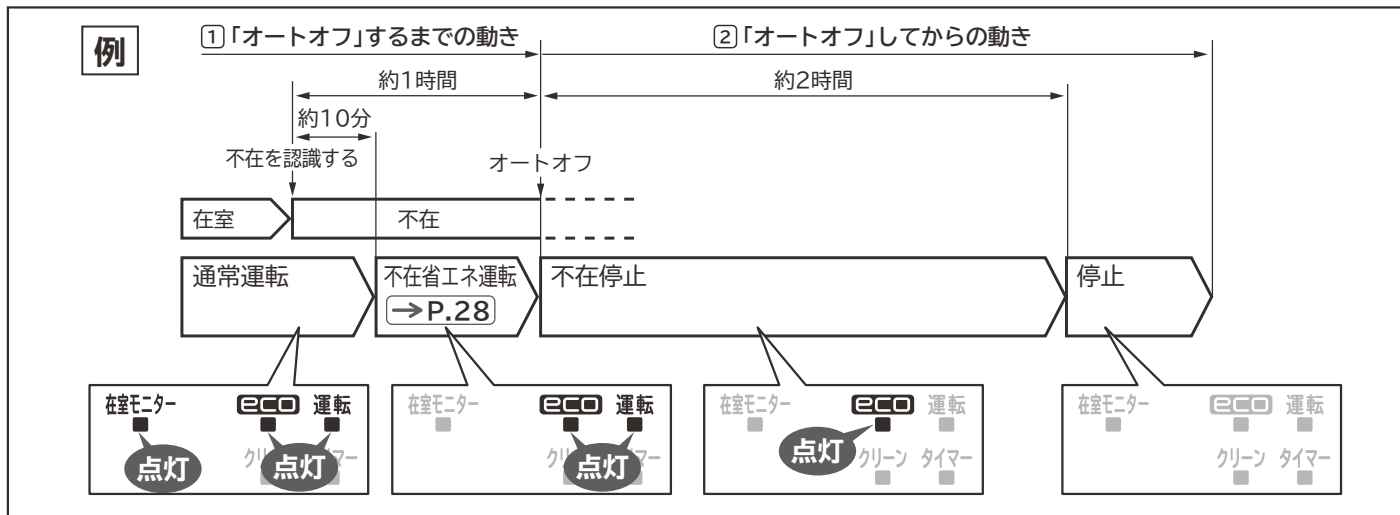 例
1「オートオフ」するまでの動き
2「オートオフ」してからの動き
約1時間
約2時間
約10分
不在を認識する
オートオフ
在室
不在
通常運転
不在省エネ運転
→P.28
不在停止
停止
在室モニター eco 運転
点灯 点灯
在室モニター eco 運転
点灯
在室モニター eco 運転
点灯 クリーン タイマー
在室モニター eco 運転
クリーン タイマー